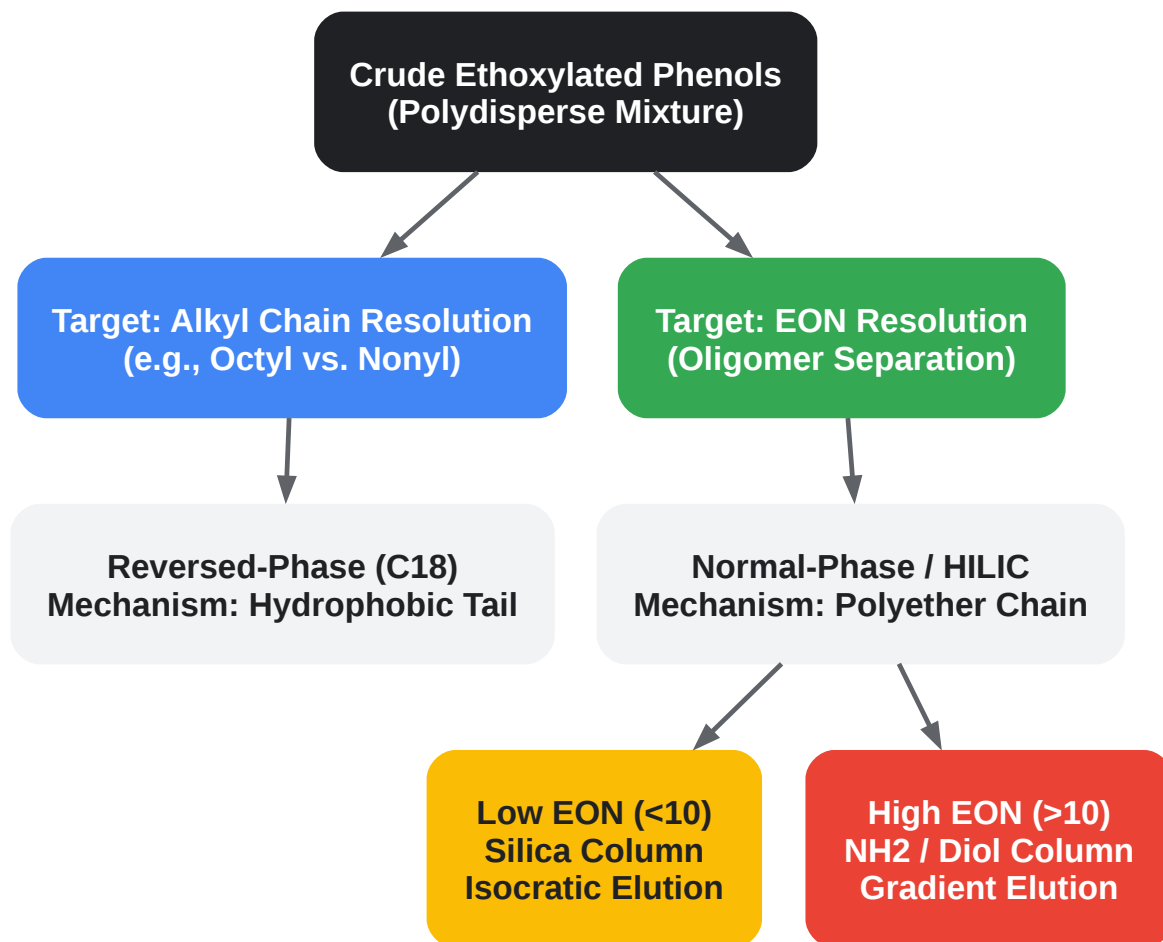 Crude Ethoxylated Phenols
(Polydisperse Mixture)
Target: Alkyl Chain Resolution
(e.g., Octyl vs. Nonyl)
Target: EON Resolution
(Oligomer Separation)
Reversed-Phase (C18)
Mechanism: Hydrophobic Tail
Normal-Phase / HILIC
Mechanism: Polyether Chain
Low EON (<10)
Silica Column
Isocratic Elution
High EON (>10)
NH2 / Diol Column
Gradient Elution